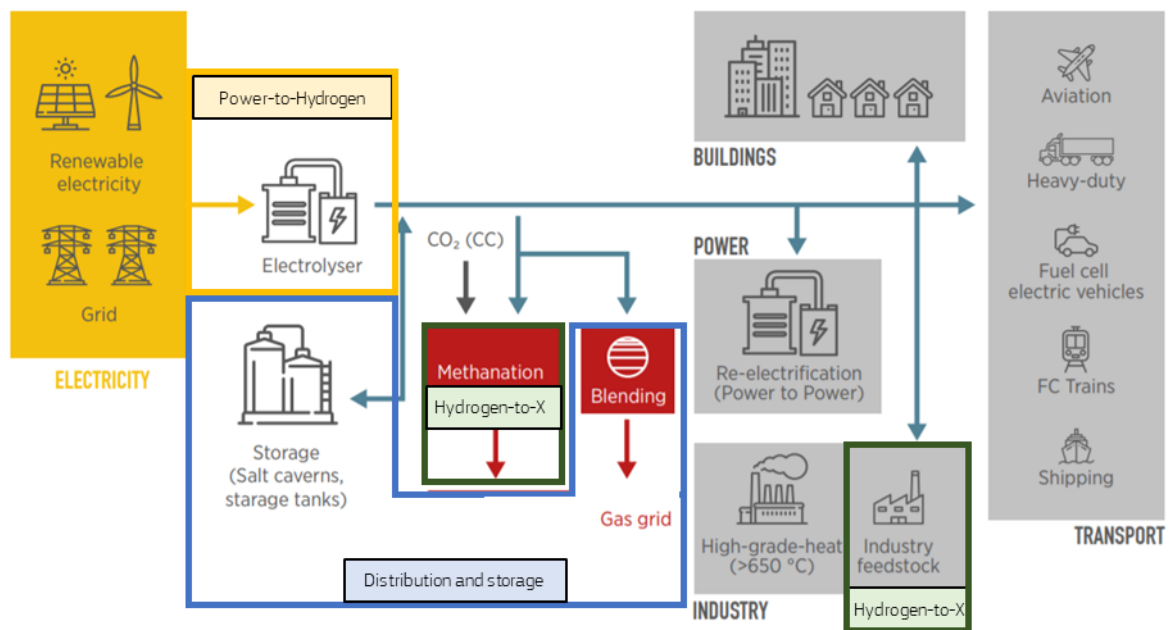 Power-to-Hydrogen
Renewable
electricity
Grid
ELECTRICITY
Electrolyser
CO₂ (CC)
Storage
(Salt caverns,
starage tanks)
Methanation
Hydrogen-to-X
Blending
Gas grid
Distribution and storage
BUILDINGS
POWER
Re-electrification
(Power to Power)
High-grade-heat
(>650 °C)
Industry
feedstock
Hydrogen-to-X
INDUSTRY
Aviation
Heavy-duty
Fuel cell
electric vehicles
FC Trains
Shipping
TRANSPORT